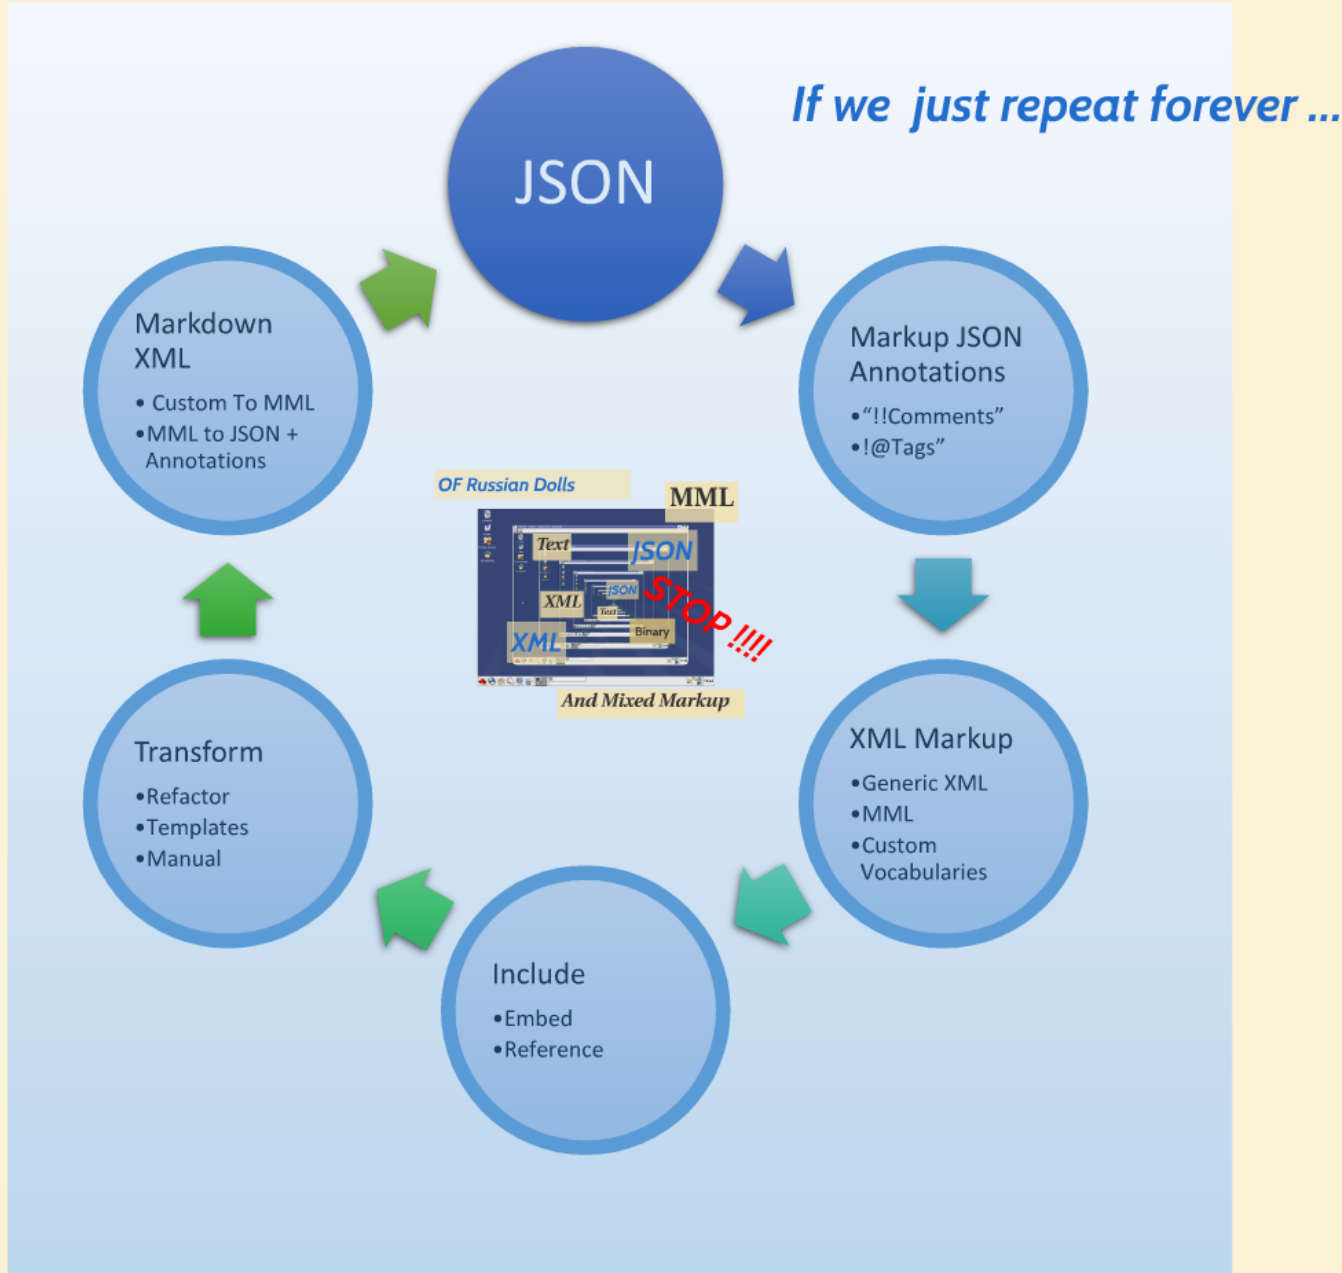 If we just repeat forever ...
JSON
Markup JSON
Annotations
•“!!Comments”
•!@Tags”
XML Markup
•Generic XML
•MML
•Custom
Vocabularies
Include
•Embed
•Reference
Transform
•Refactor
•Templates
•Manual
Markdown
XML
• Custom To MML
•MML to JSON +
Annotations
OF Russian Dolls
MML
Text
JSON
JSON
STOP !!!!
XML
Text
Binary
XML
And Mixed Markup